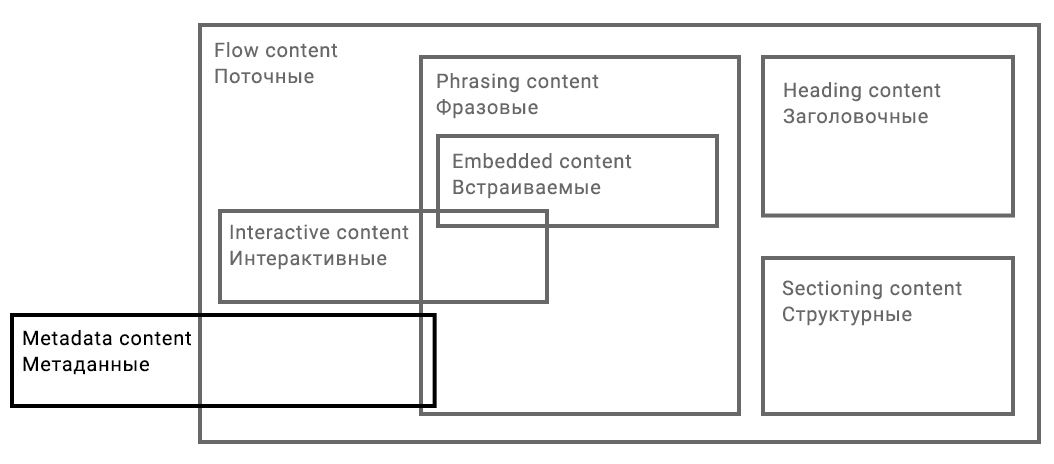 Flow content
Поточные
Phrasing content
Фразовые
Heading content
Заголовочные
Embedded content
Встраиваемые
Interactive content
Интерактивные
Sectioning content
Структурные
Metadata content
Метаданные